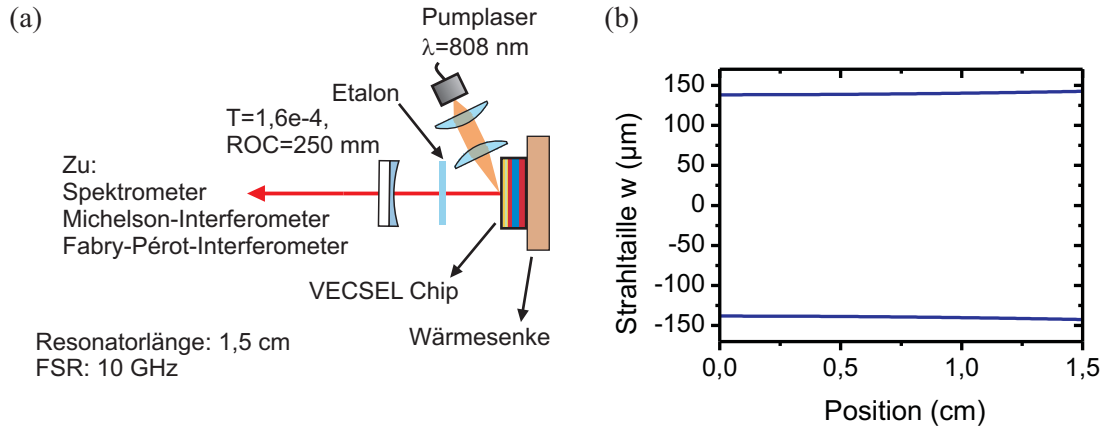 (a)
Pumplaser
λ=808 nm
Etalon
T=1,6e-4,
ROC=250 mm
Zu:
Spektrometer
Michelson-Interferometer
Fabry-Pérot-Interferometer
VECSEL Chip
Wärmesenke
Resonatorlänge: 1,5 cm
FSR: 10 GHz
(b)
Strahltaille w (µm)
150
100
50
0
-50
-100
-150
0,0
0,5
1,0
1,5
Position (cm)